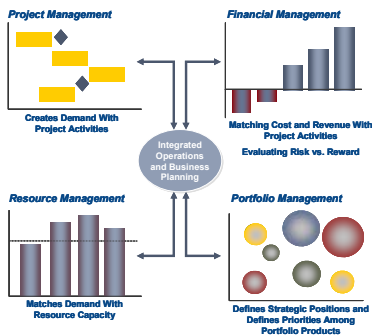 Project Management
Creates Demand With
Project Activities
Financial Management
Matching Cost and Revenue With
Project Activities
Evaluating Risk vs. Reward
Integrated
Operations
and Business
Planning
Resource Management
Matches Demand With
Resource Capacity
Portfolio Management
Defines Strategic Positions and
Defines Priorities Among
Portfolio Products